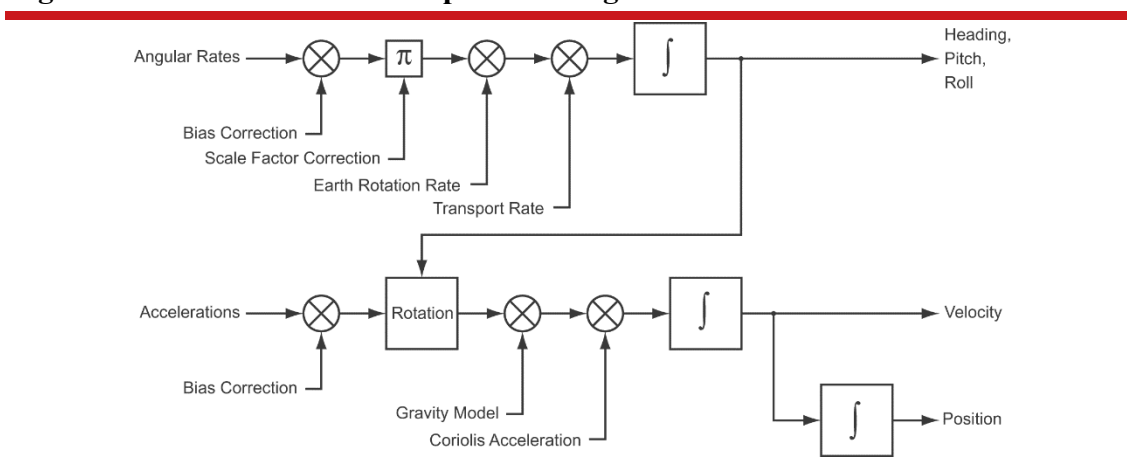 Heading,
Pitch,
Roll
Angular Rates
π
∫
Bias Correction
Scale Factor Correction
Earth Rotation Rate
Transport Rate
Accelerations
Rotation
∫
Velocity
Bias Correction
Gravity Model
Coriolis Acceleration
∫
Position